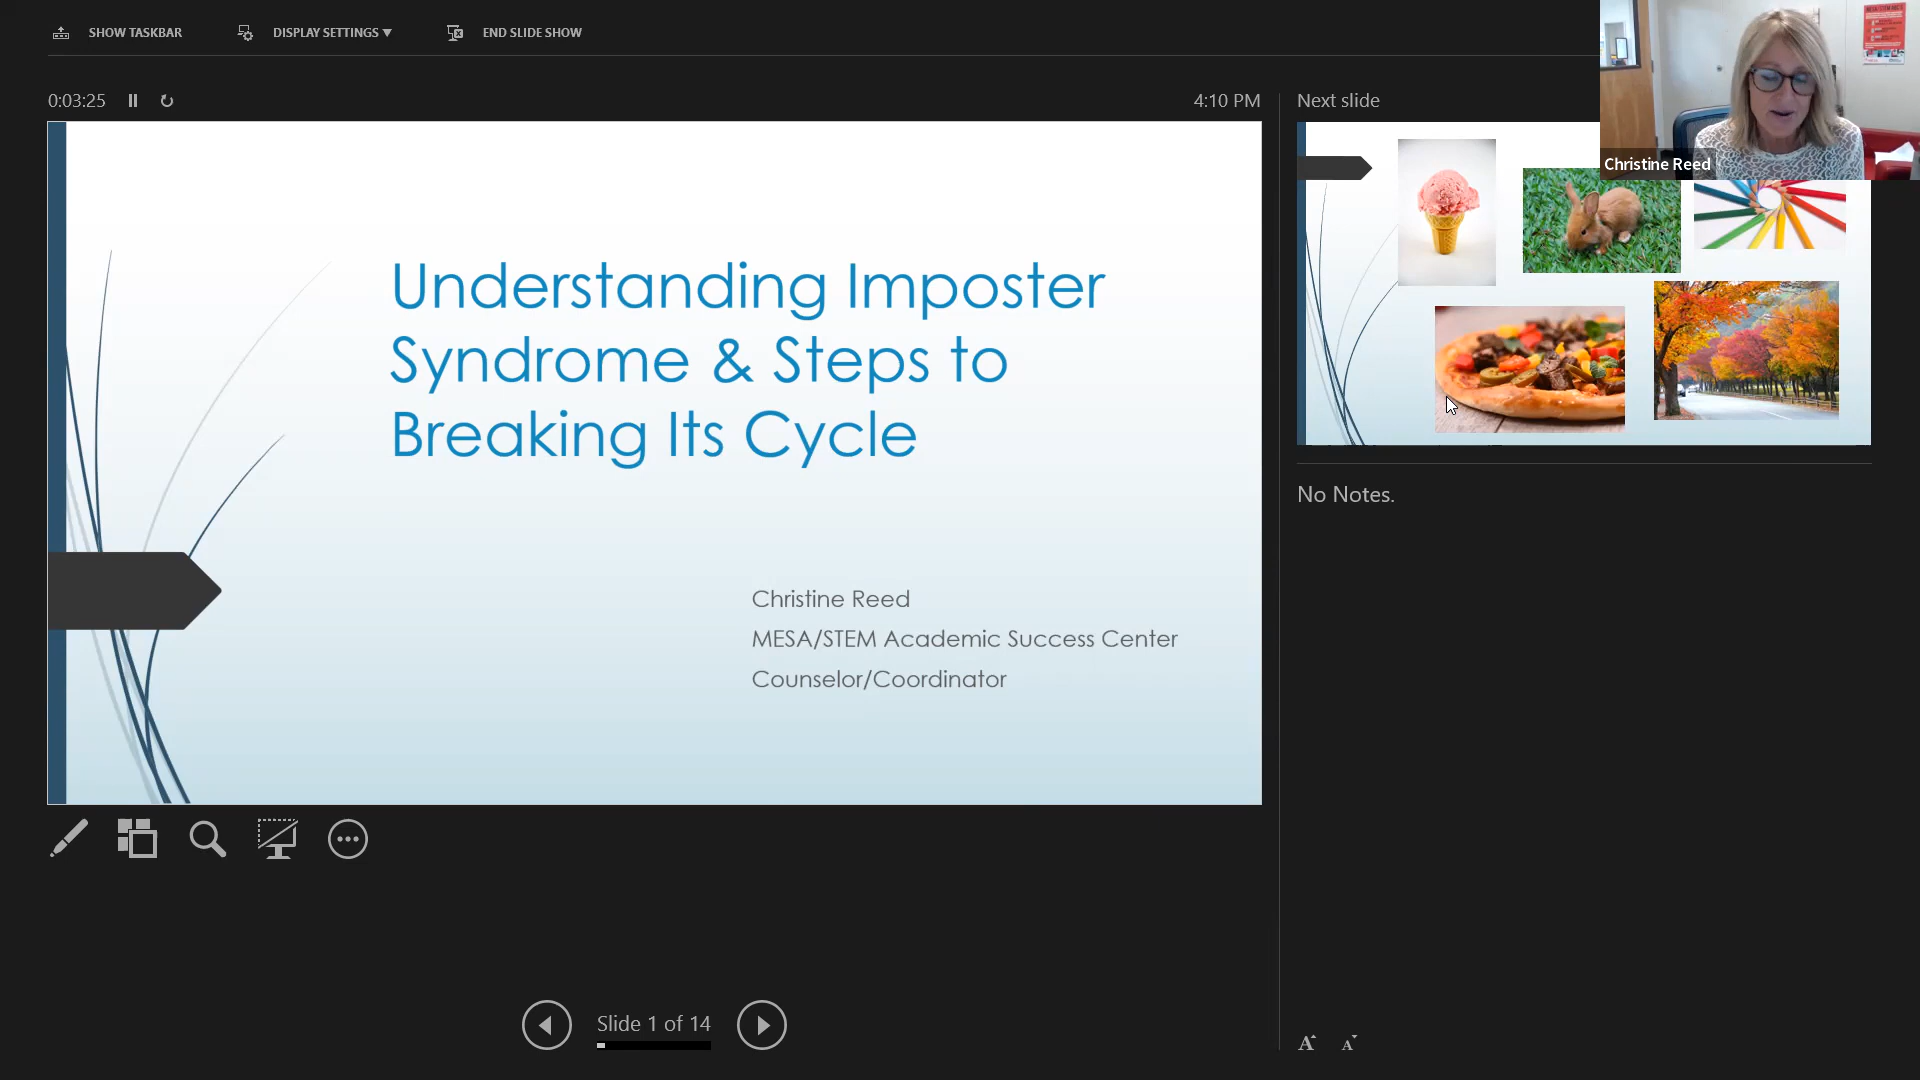 SHOW TASKBAR
DISPLAY SETTINGS
END SLIDE SHOW
0:03:25
4:10 PM
Next slide
Christine Reed
Understanding Imposter
Syndrome & Steps to
Breaking Its Cycle
Christine Reed
MESA/STEM Academic Success Center
Counselor/Coordinator
No Notes.
Slide 1 of 14
A A